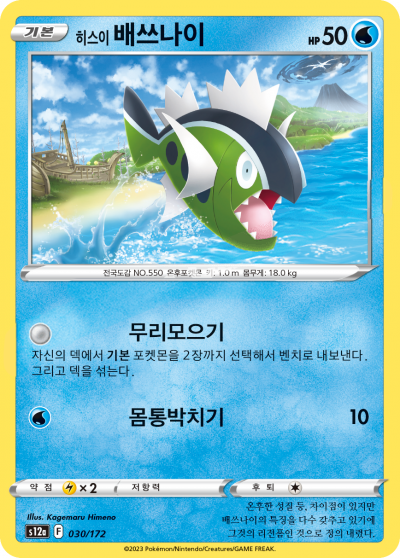 기본 히스이 배쓰나이 HP 50
전국도감 NO.550 온후포켓몬 키: 1.0 m 몸무게: 18.0 kg
무리모으기
자신의 덱에서 기본 포켓몬을 2장까지 선택해서 벤치로 내보낸다.
그리고 덱을 섞는다.
몸통박치기 10
약점 ×2 저항력 후퇴
온후한 성질 등, 차이점이 있지만
Illus. Kagemaru Himeno
배쓰나이의 특징을 다수 갖추고 있기에
s12a F 030/172
그것의 리전폼인 것으로 정의 내렸다.
©2023 Pokémon/Nintendo/Creatures/GAME FREAK.